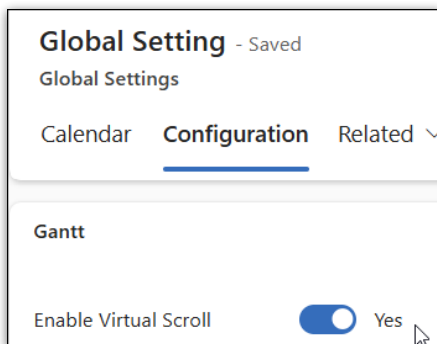 Global Setting - Saved
Global Settings
Calendar Configuration Related
Gantt
Enable Virtual Scroll Yes